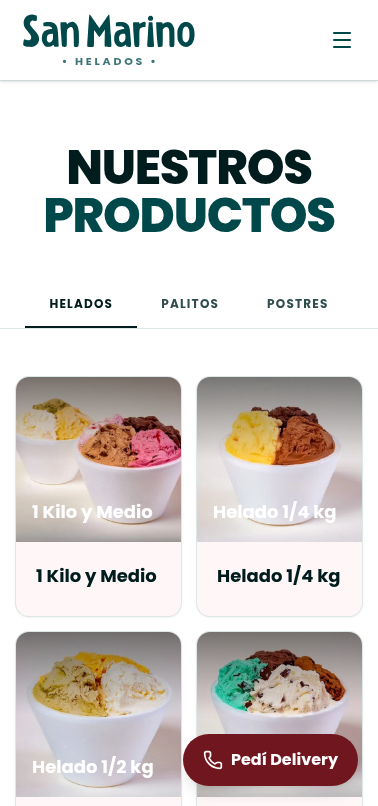 San Marino
• HELADOS •
NUESTROS
PRODUCTOS
HELADOS
PALITOS
POSTRES
1 Kilo y Medio
Helado 1/4 kg
1 Kilo y Medio
Helado 1/4 kg
Helado 1/2 kg
Pedí Delivery